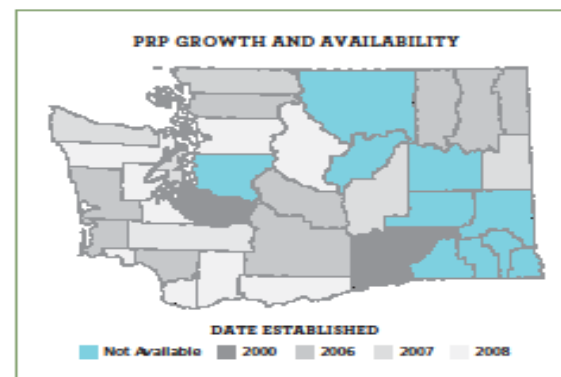 PRP GROWTH AND AVAILABILITY
DATE ESTABLISHED
Not Available 2000 2006 2007 2008